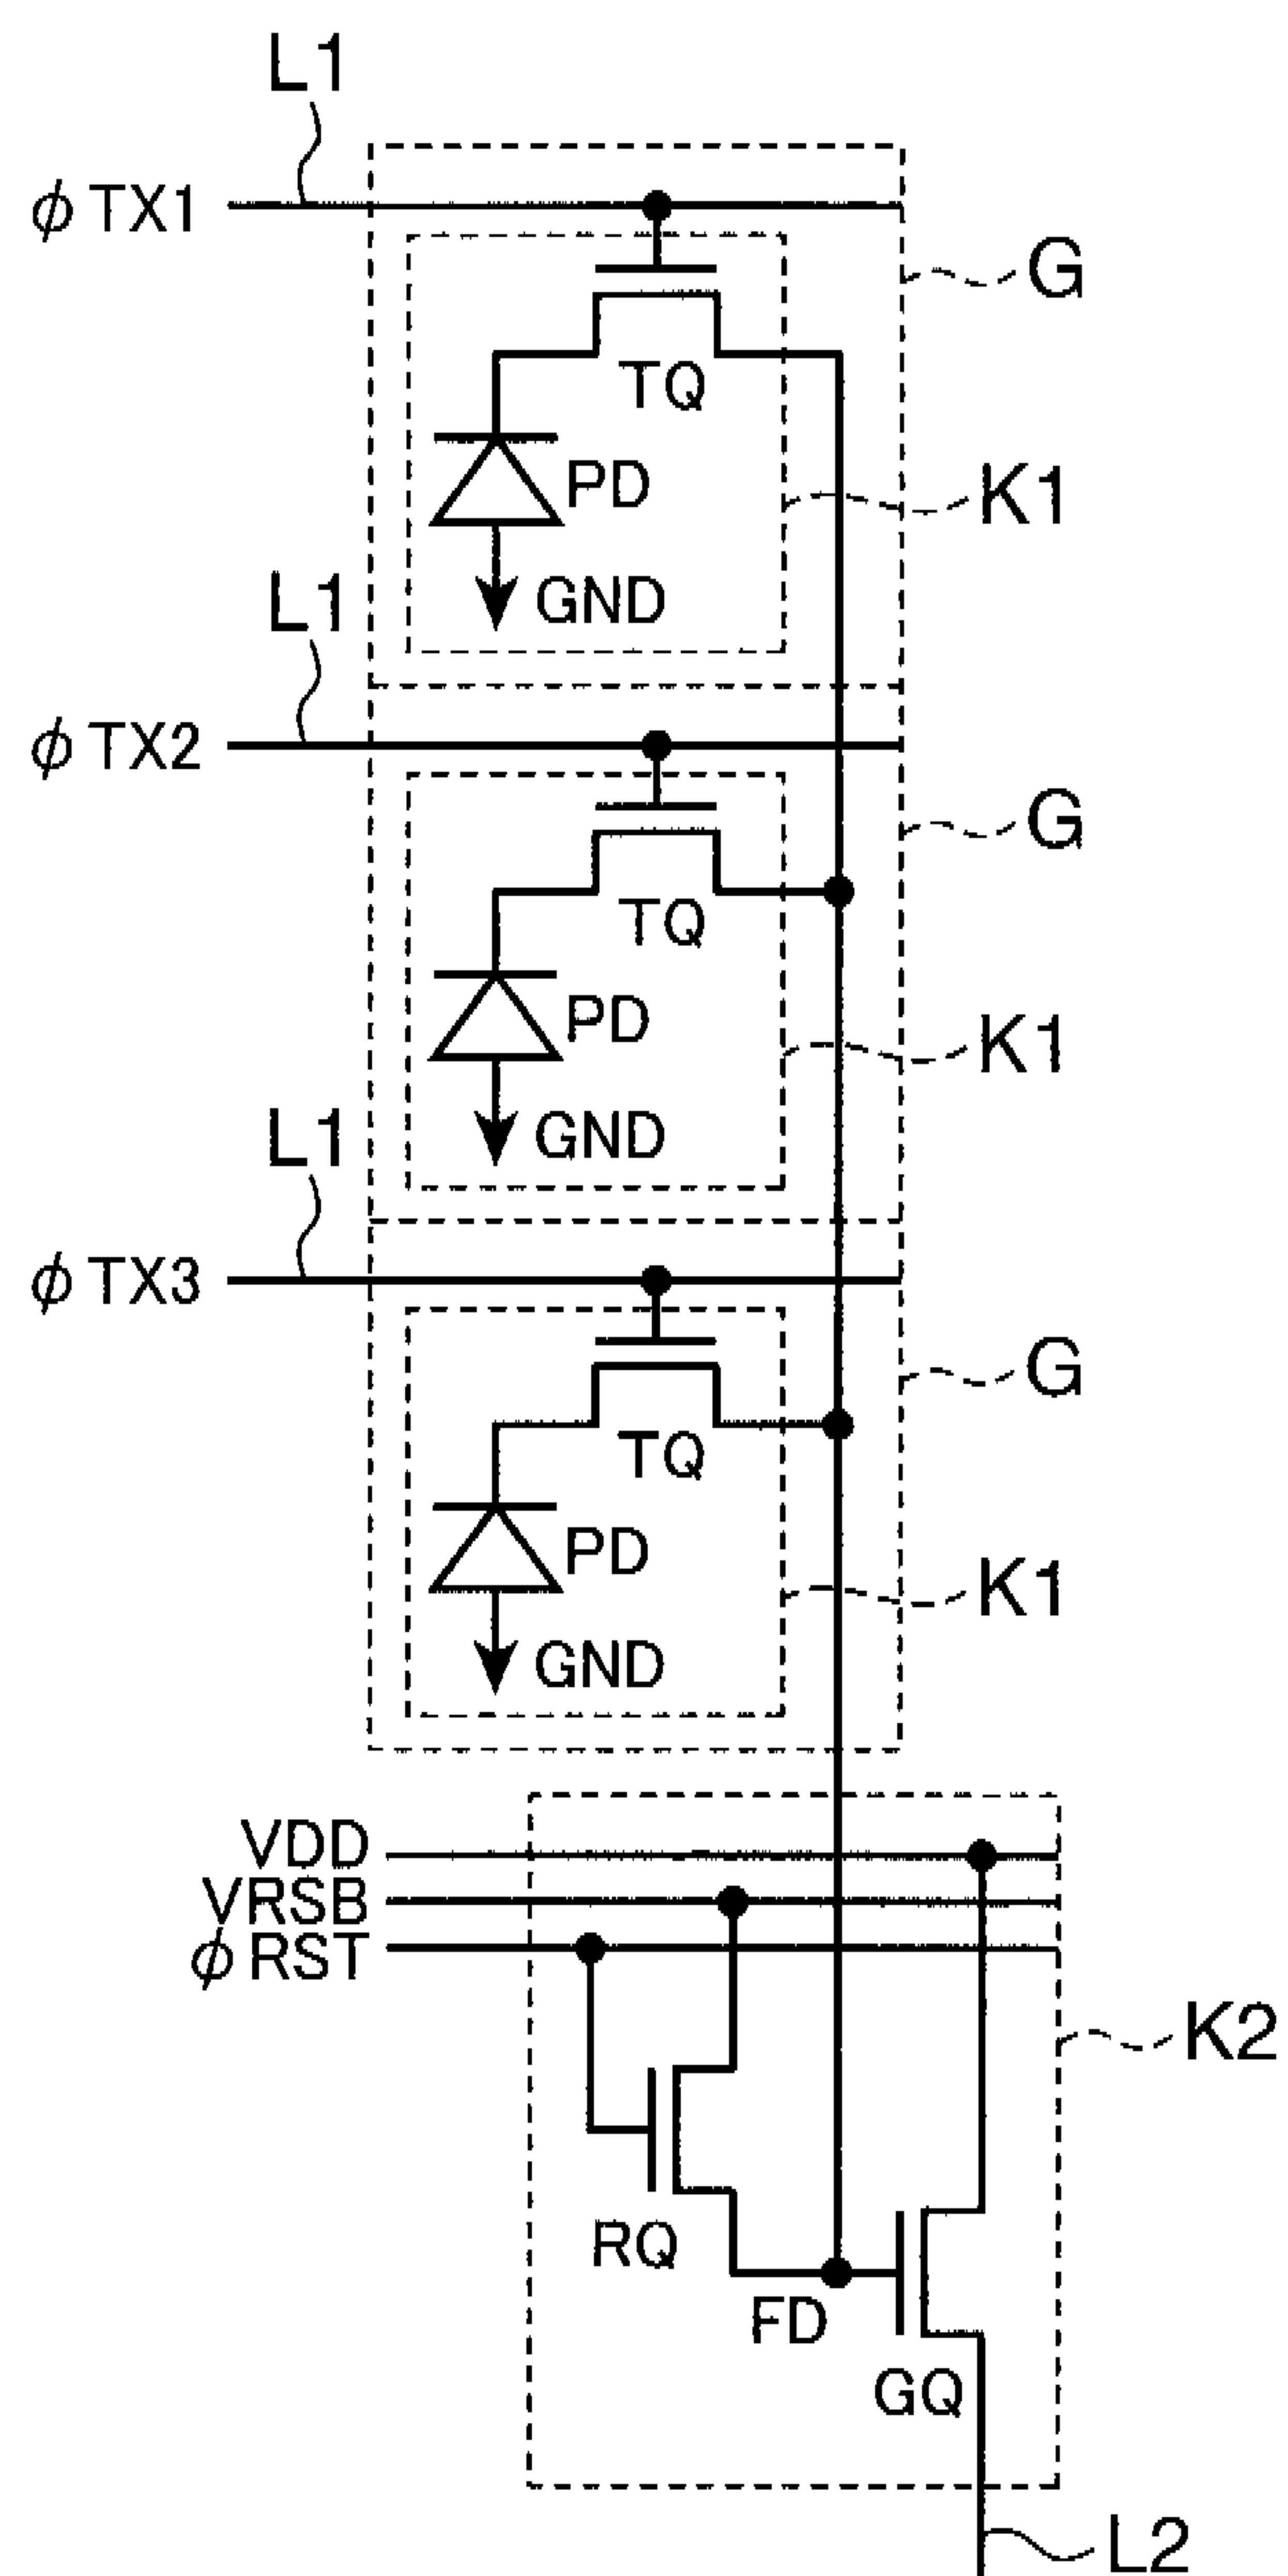 L1
φTX1
G
TQ
PD
K1
GND
L1
φTX2
G
TQ
PD
K1
GND
L1
φTX3
G
TQ
PD
K1
GND
VDD
VRSB
φRST
K2
RQ
FD
GQ
L2